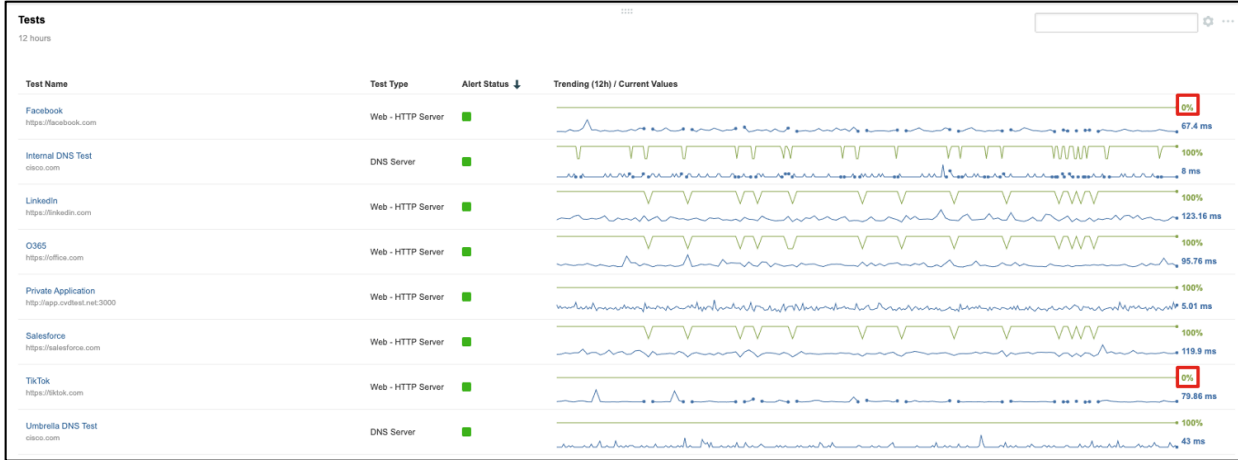 Tests
12 hours
Test Name Test Type Alert Status Trending (12h) / Current Values
Facebook
https://facebook.com
Web - HTTP Server
0%
67.4 ms
Internal DNS Test
cisco.com
DNS Server
100%
8 ms
LinkedIn
https://linkedin.com
Web - HTTP Server
100%
123.16 ms
O365
https://office.com
Web - HTTP Server
100%
95.76 ms
Private Application
http://app.cvdtest.net:3000
Web - HTTP Server
100%
5.01 ms
Salesforce
https://salesforce.com
Web - HTTP Server
100%
119.9 ms
TikTok
https://tiktok.com
Web - HTTP Server
0%
79.86 ms
Umbrella DNS Test
cisco.com
DNS Server
100%
43 ms